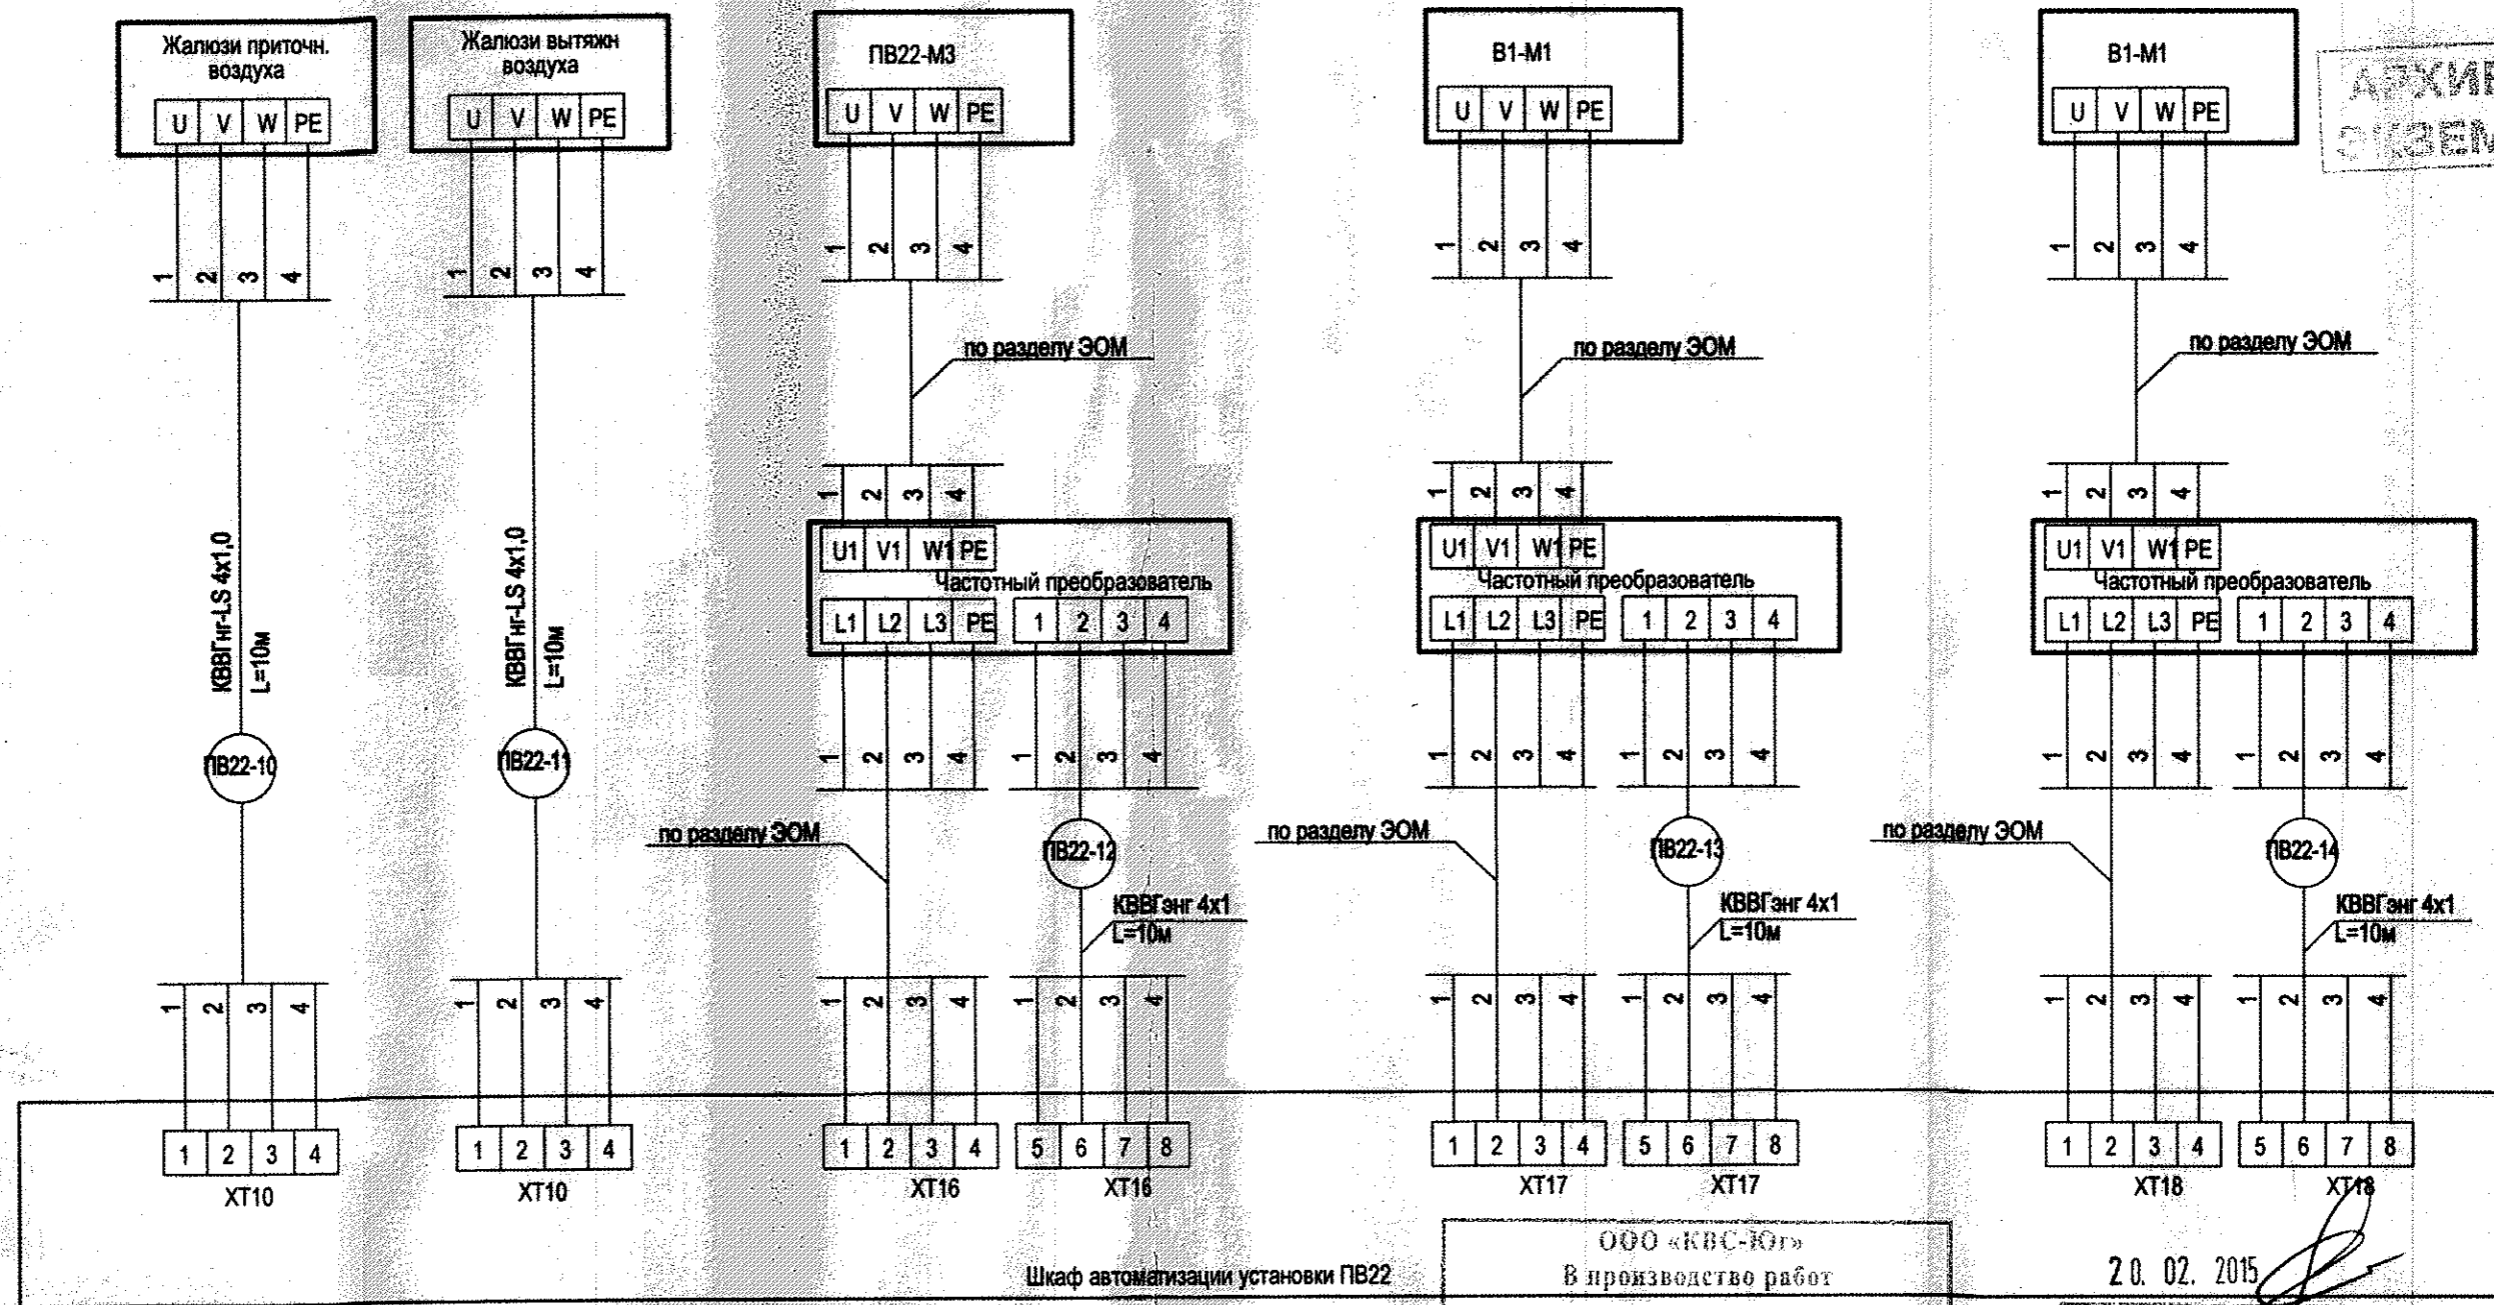 Жалюзи приточн.
воздуха
U V W PE
1 2 3 4
КВВГнг-LS 4x1,0
L=10м
ПВ22-10
1 2 3 4
1 2 3 4
XT10
Жалюзи вытяжн
воздуха
U V W PE
1 2 3 4
КВВГнг-LS 4x1,0
L=10м
ПВ22-11
1 2 3 4
1 2 3 4
XT10
ПВ22-М3
U V W PE
1 2 3 4
по разделу ЭОМ
1 2 3 4
U1 V1 W1 PE
Частотный преобразователь
L1 L2 L3 PE 1 2 3 4
1 2 3 4 1 2 3 4
по разделу ЭОМ
ПВ22-12
КВВГэнг 4x1
L=10м
1 2 3 4 1 2 3 4
1 2 3 4 5 6 7 8
XT16 XT16
В1-М1
U V W PE
1 2 3 4
по разделу ЭОМ
1 2 3 4
U1 V1 W1 PE
Частотный преобразователь
L1 L2 L3 PE 1 2 3 4
1 2 3 4 1 2 3 4
по разделу ЭОМ
ПВ22-13
КВВГэнг 4x1
L=10м
1 2 3 4 1 2 3 4
1 2 3 4 5 6 7 8
XT17 XT17
В1-М1
U V W PE
1 2 3 4
по разделу ЭОМ
1 2 3 4
U1 V1 W1 PE
Частотный преобразователь
L1 L2 L3 PE 1 2 3 4
1 2 3 4 1 2 3 4
по разделу ЭОМ
ПВ22-14
КВВГэнг 4x1
L=10м
1 2 3 4 1 2 3 4
1 2 3 4 5 6 7 8
XT18 XT18
Шкаф автоматизации установки ПВ22
ООО «КВС-Юг»
В производство работ
20. 02. 2015